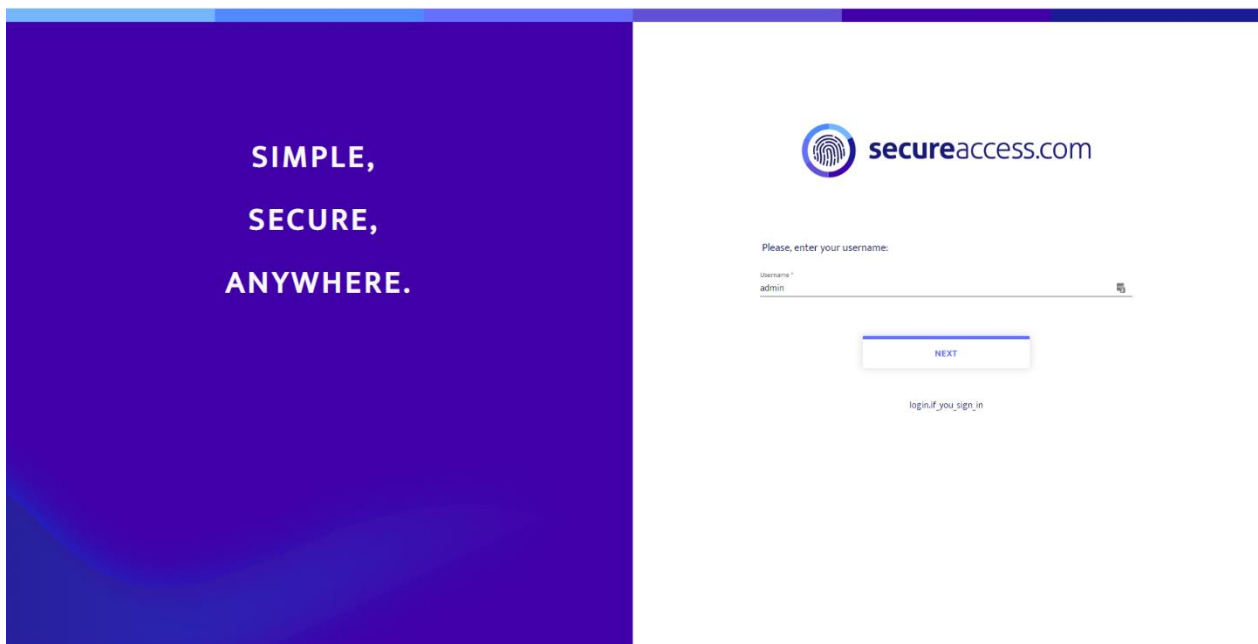 SIMPLE,
SECURE,
ANYWHERE.
secureaccess.com
Please, enter your username:
Username *
admin
NEXT
login.if_you_sign_in